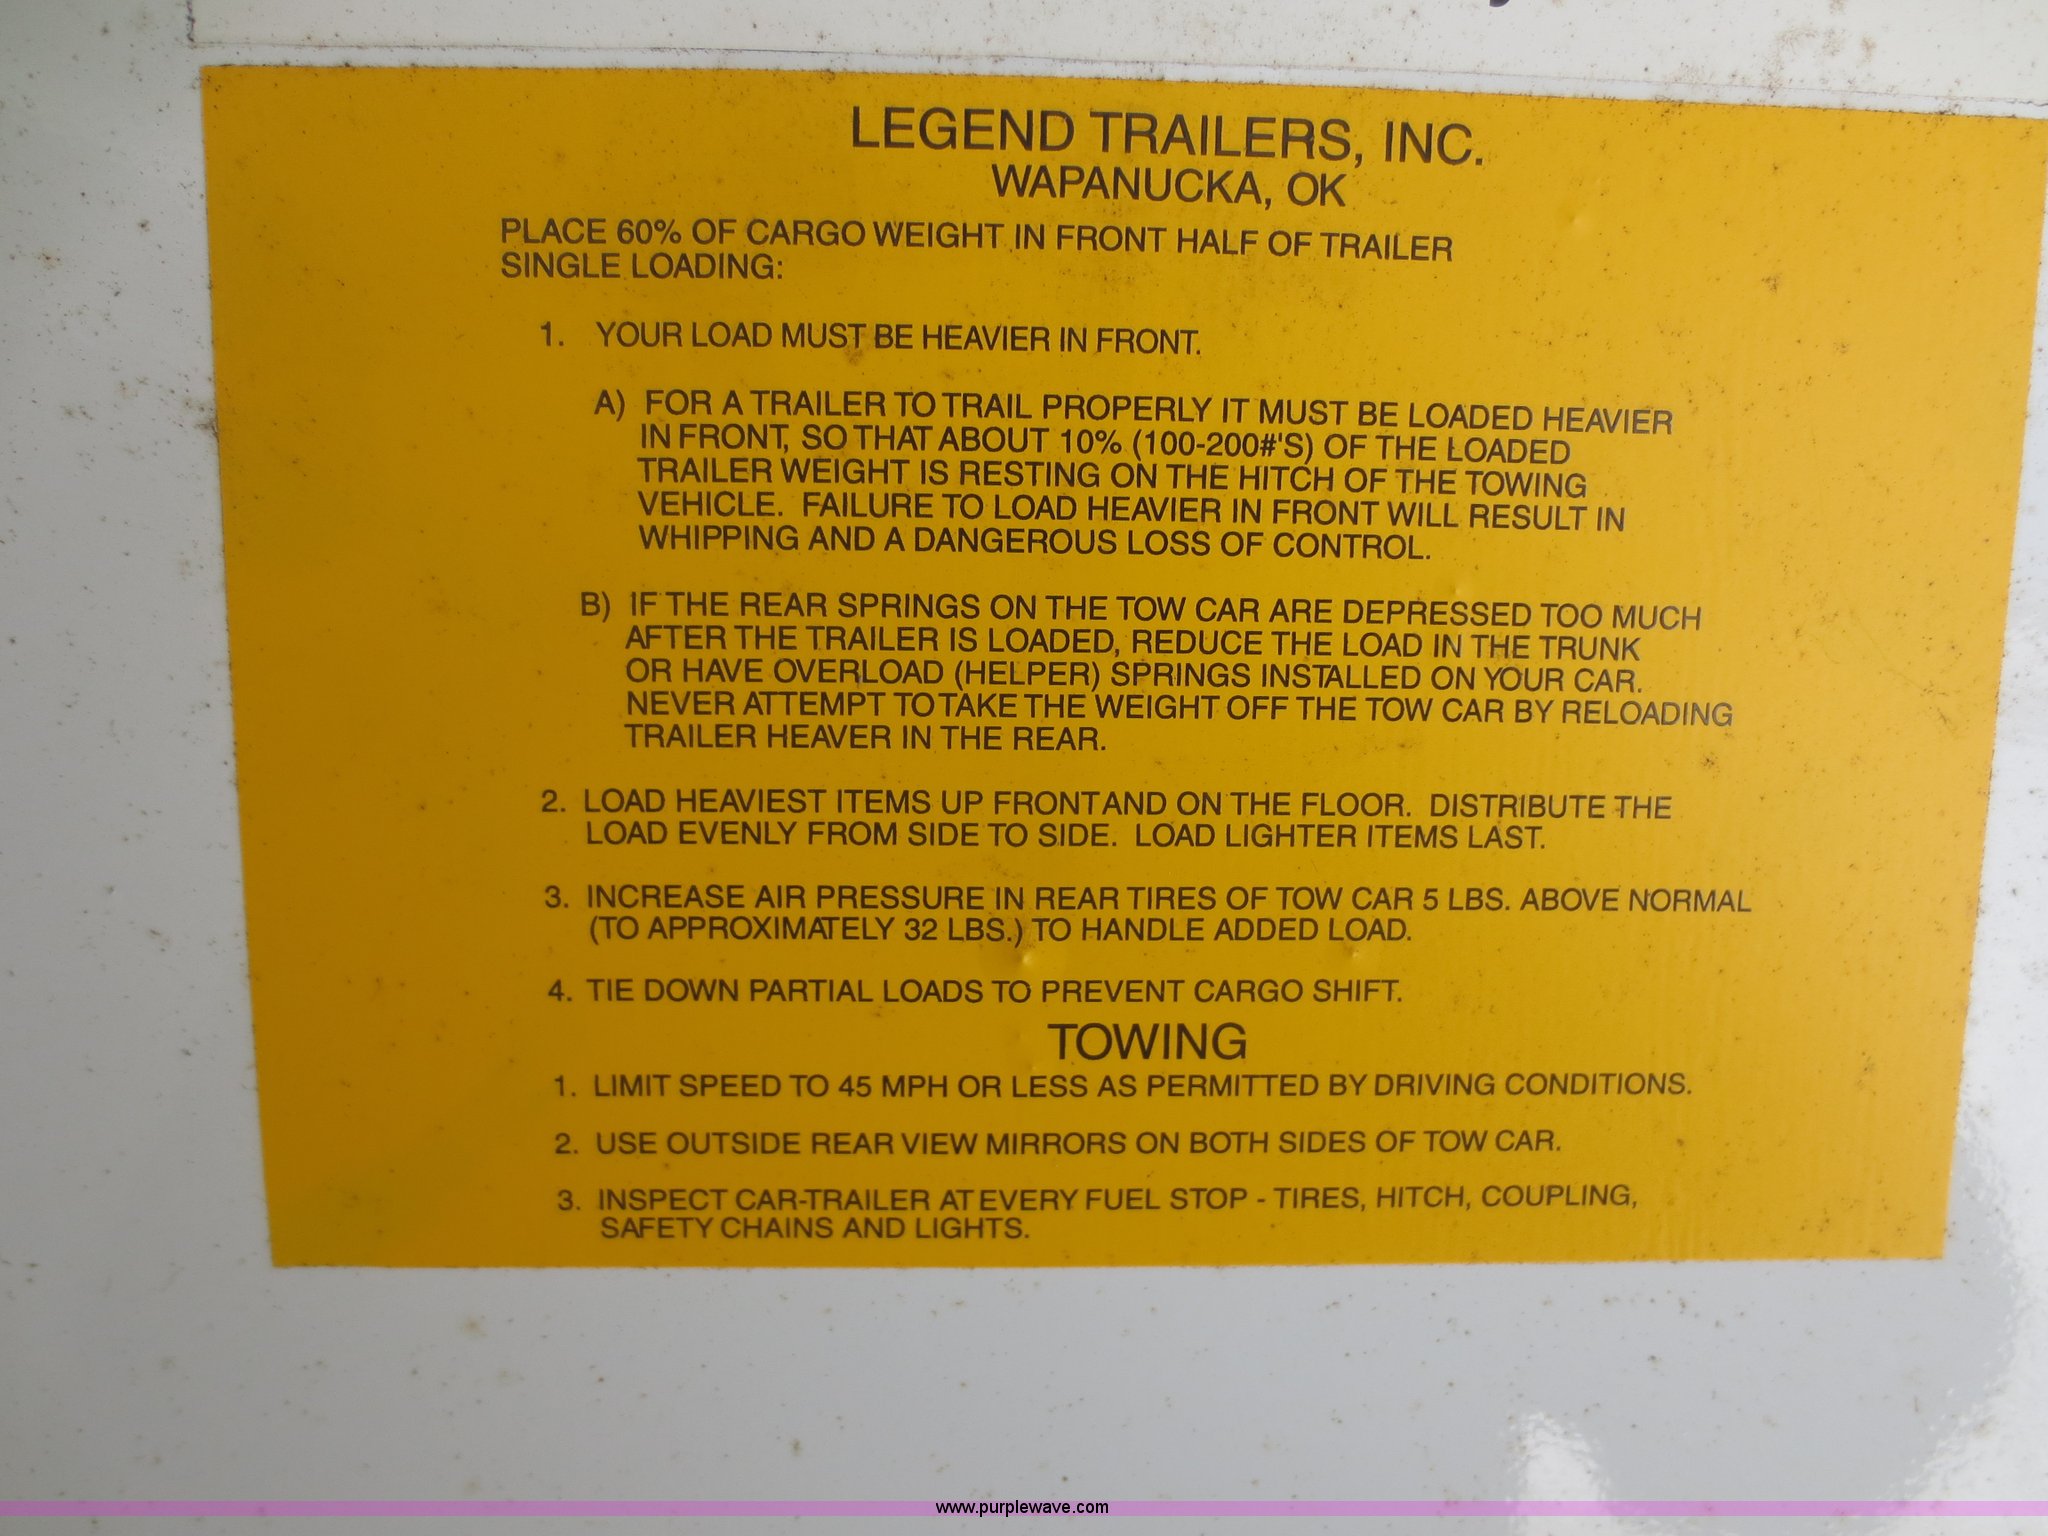 LEGEND TRAILERS, INC.
WAPANUCKA, OK
PLACE 60% OF CARGO WEIGHT IN FRONT HALF OF TRAILER
SINGLE LOADING:
1. YOUR LOAD MUST BE HEAVIER IN FRONT.
A) FOR A TRAILER TO TRAIL PROPERLY IT MUST BE LOADED HEAVIER
IN FRONT, SO THAT ABOUT 10% (100-200#'S) OF THE LOADED
TRAILER WEIGHT IS RESTING ON THE HITCH OF THE TOWING
VEHICLE. FAILURE TO LOAD HEAVIER IN FRONT WILL RESULT IN
WHIPPING AND A DANGEROUS LOSS OF CONTROL.
B) IF THE REAR SPRINGS ON THE TOW CAR ARE DEPRESSED TOO MUCH
AFTER THE TRAILER IS LOADED, REDUCE THE LOAD IN THE TRUNK
OR HAVE OVERLOAD (HELPER) SPRINGS INSTALLED ON YOUR CAR.
NEVER ATTEMPT TO TAKE THE WEIGHT OFF THE TOW CAR BY RELOADING
TRAILER HEAVER IN THE REAR.
2. LOAD HEAVIEST ITEMS UP FRONT AND ON THE FLOOR. DISTRIBUTE THE
LOAD EVENLY FROM SIDE TO SIDE. LOAD LIGHTER ITEMS LAST.
3. INCREASE AIR PRESSURE IN REAR TIRES OF TOW CAR 5 LBS. ABOVE NORMAL
(TO APPROXIMATELY 32 LBS.) TO HANDLE ADDED LOAD.
4. TIE DOWN PARTIAL LOADS TO PREVENT CARGO SHIFT.
TOWING
1. LIMIT SPEED TO 45 MPH OR LESS AS PERMITTED BY DRIVING CONDITIONS.
2. USE OUTSIDE REAR VIEW MIRRORS ON BOTH SIDES OF TOW CAR.
3. INSPECT CAR-TRAILER AT EVERY FUEL STOP - TIRES, HITCH, COUPLING,
SAFETY CHAINS AND LIGHTS.
www.purplewave.com